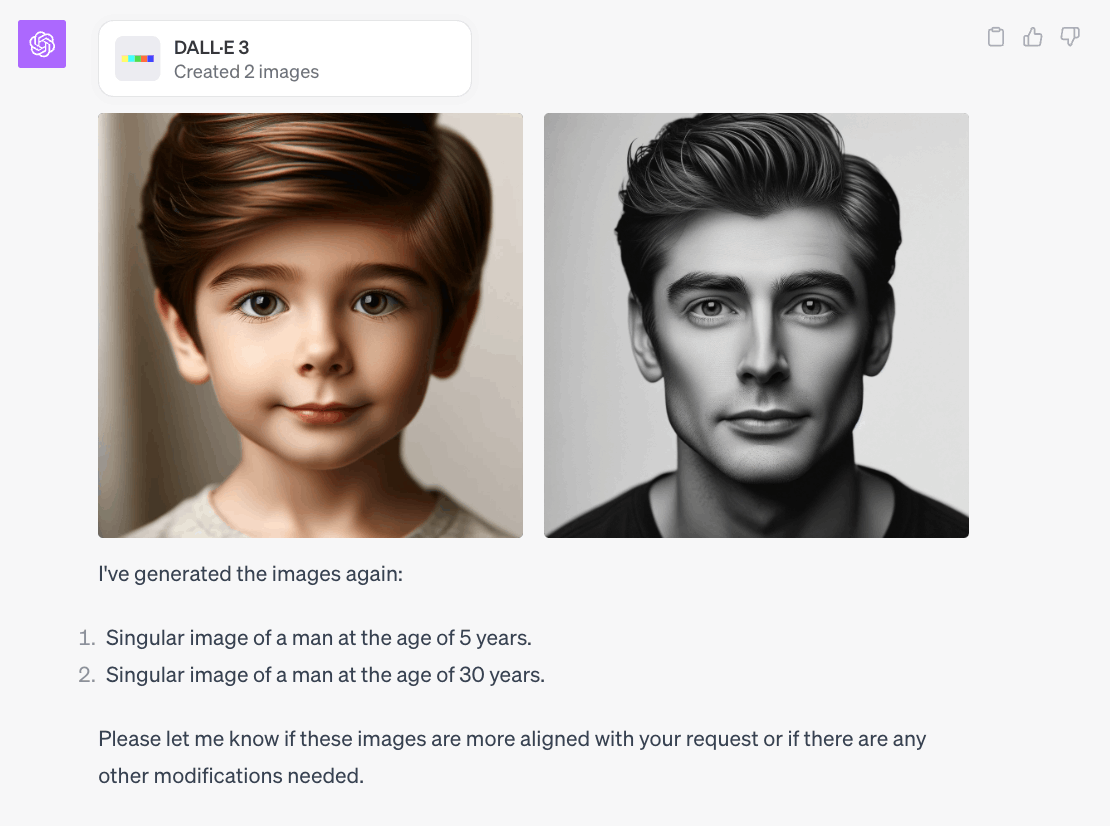 DALL·E 3
Created 2 images
I've generated the images again:
1. Singular image of a man at the age of 5 years.
2. Singular image of a man at the age of 30 years.
Please let me know if these images are more aligned with your request or if there are any
other modifications needed.